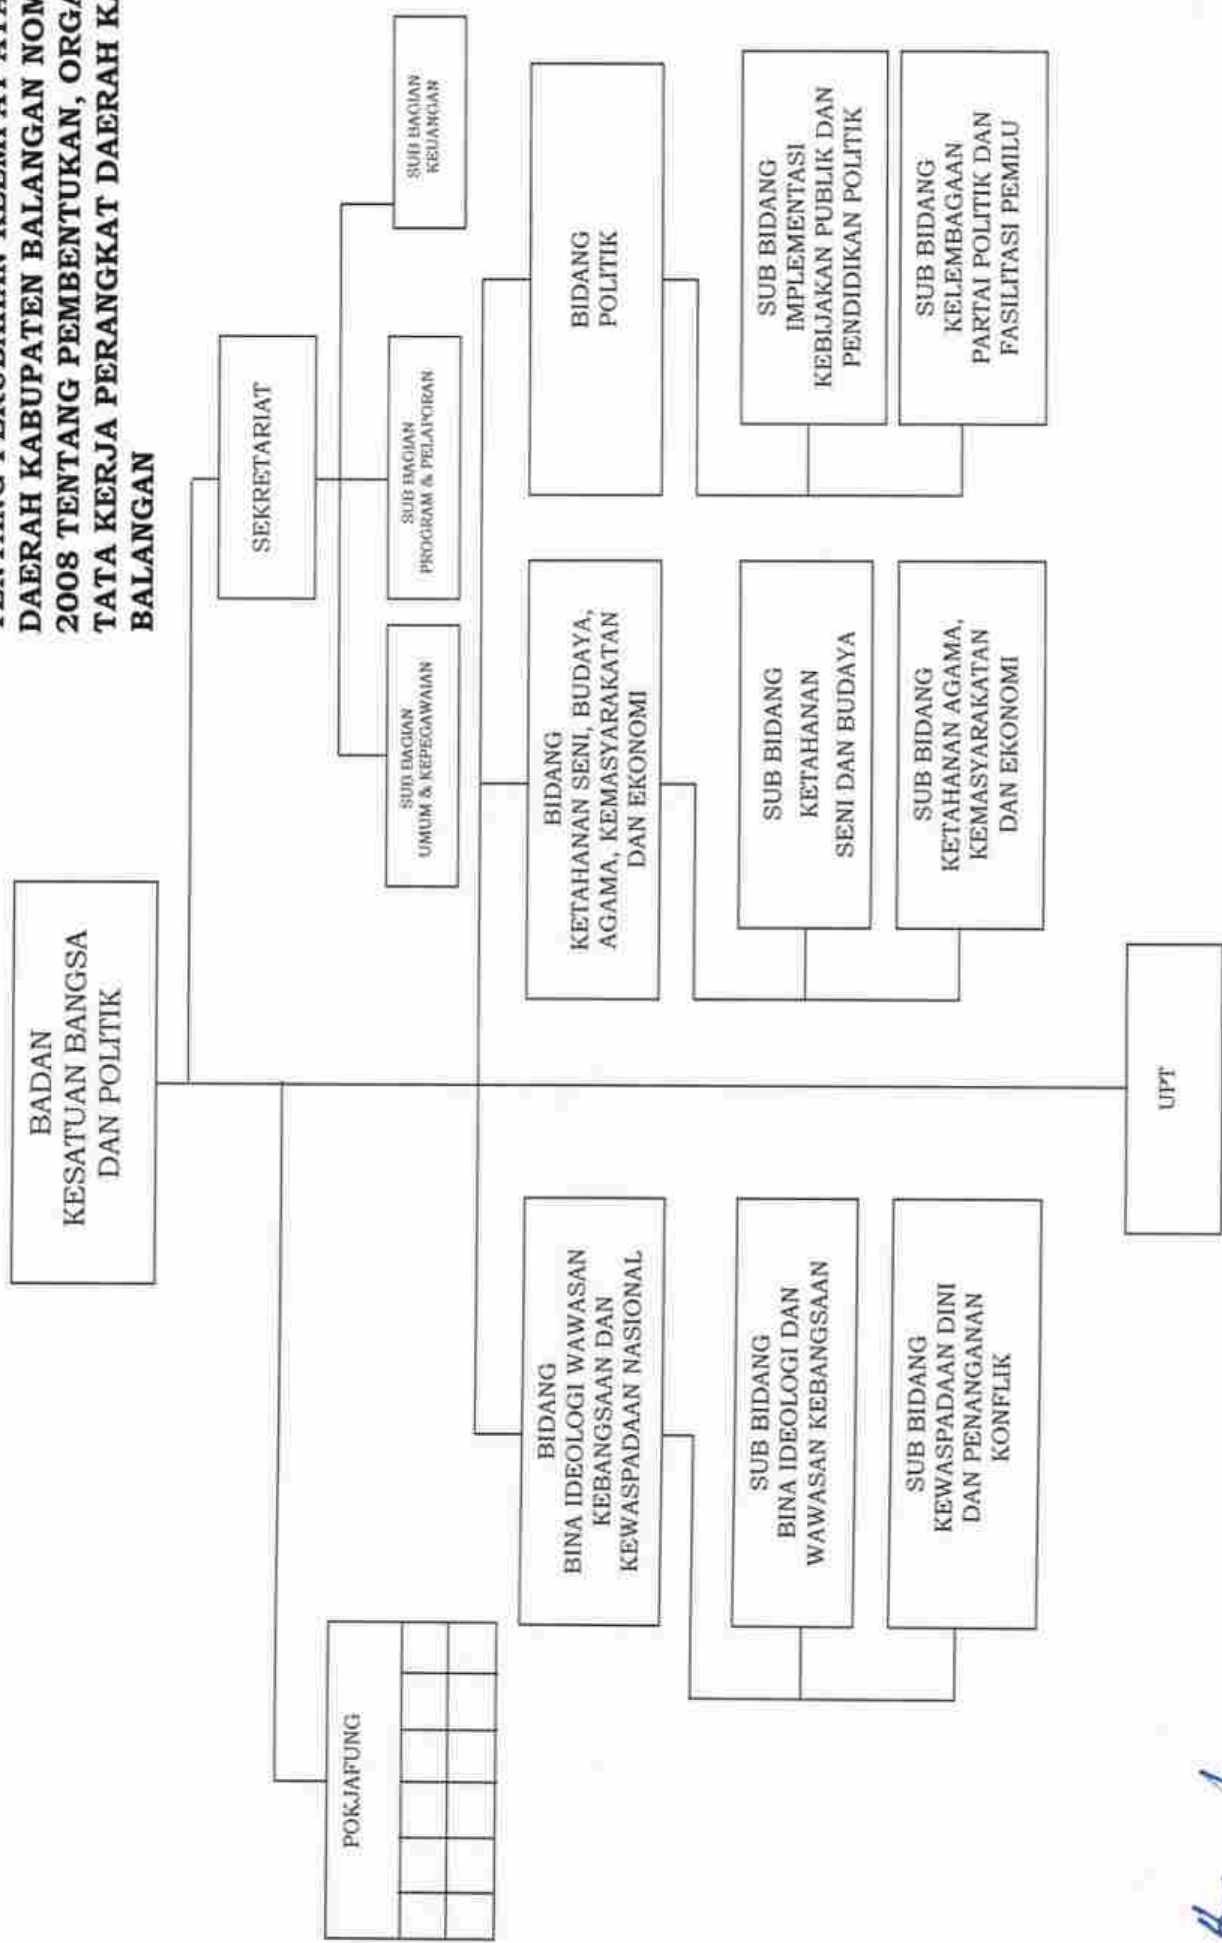 DAERAH KABUPATEN BALANGAN
2008 TENTANG PEMBENTUKAN,
TATA KERJA PERANGKAT DAERAH
BALANGAN
BADAN
KESATUAN BANGSA
DAN POLITIK
SEKRETARIAT
SUB BAGIAN
UMUM & KEPEGAWAIAN
SUB BAGIAN
PROGRAM & PELAPORAN
SUB BAGIAN
KEUANGAN
POKJAFUNG
BIDANG
BINA IDEOLOGI WAWASAN
KEBANGSAAN DAN
KEWASPADAAN NASIONAL
BIDANG
KETAHANAN SENI, BUDAYA,
AGAMA, KEMASYARAKATAN
DAN EKONOMI
BIDANG
POLITIK
SUB BIDANG
BINA IDEOLOGI DAN
WAWASAN KEBANGSAAN
SUB BIDANG
KETAHANAN
SENI DAN BUDAYA
SUB BIDANG
IMPLEMENTASI
KEBIJAKAN PUBLIK DAN
PENDIDIKAN POLITIK
SUB BIDANG
KEWASPADAAN DINI
DAN PENANGANAN
KONFLIK
SUB BIDANG
KETAHANAN AGAMA,
KEMASYARAKATAN
DAN EKONOMI
SUB BIDANG
KELEMBAGAAN
PARTAI POLITIK DAN
FASILITASI PEMILU
UPT